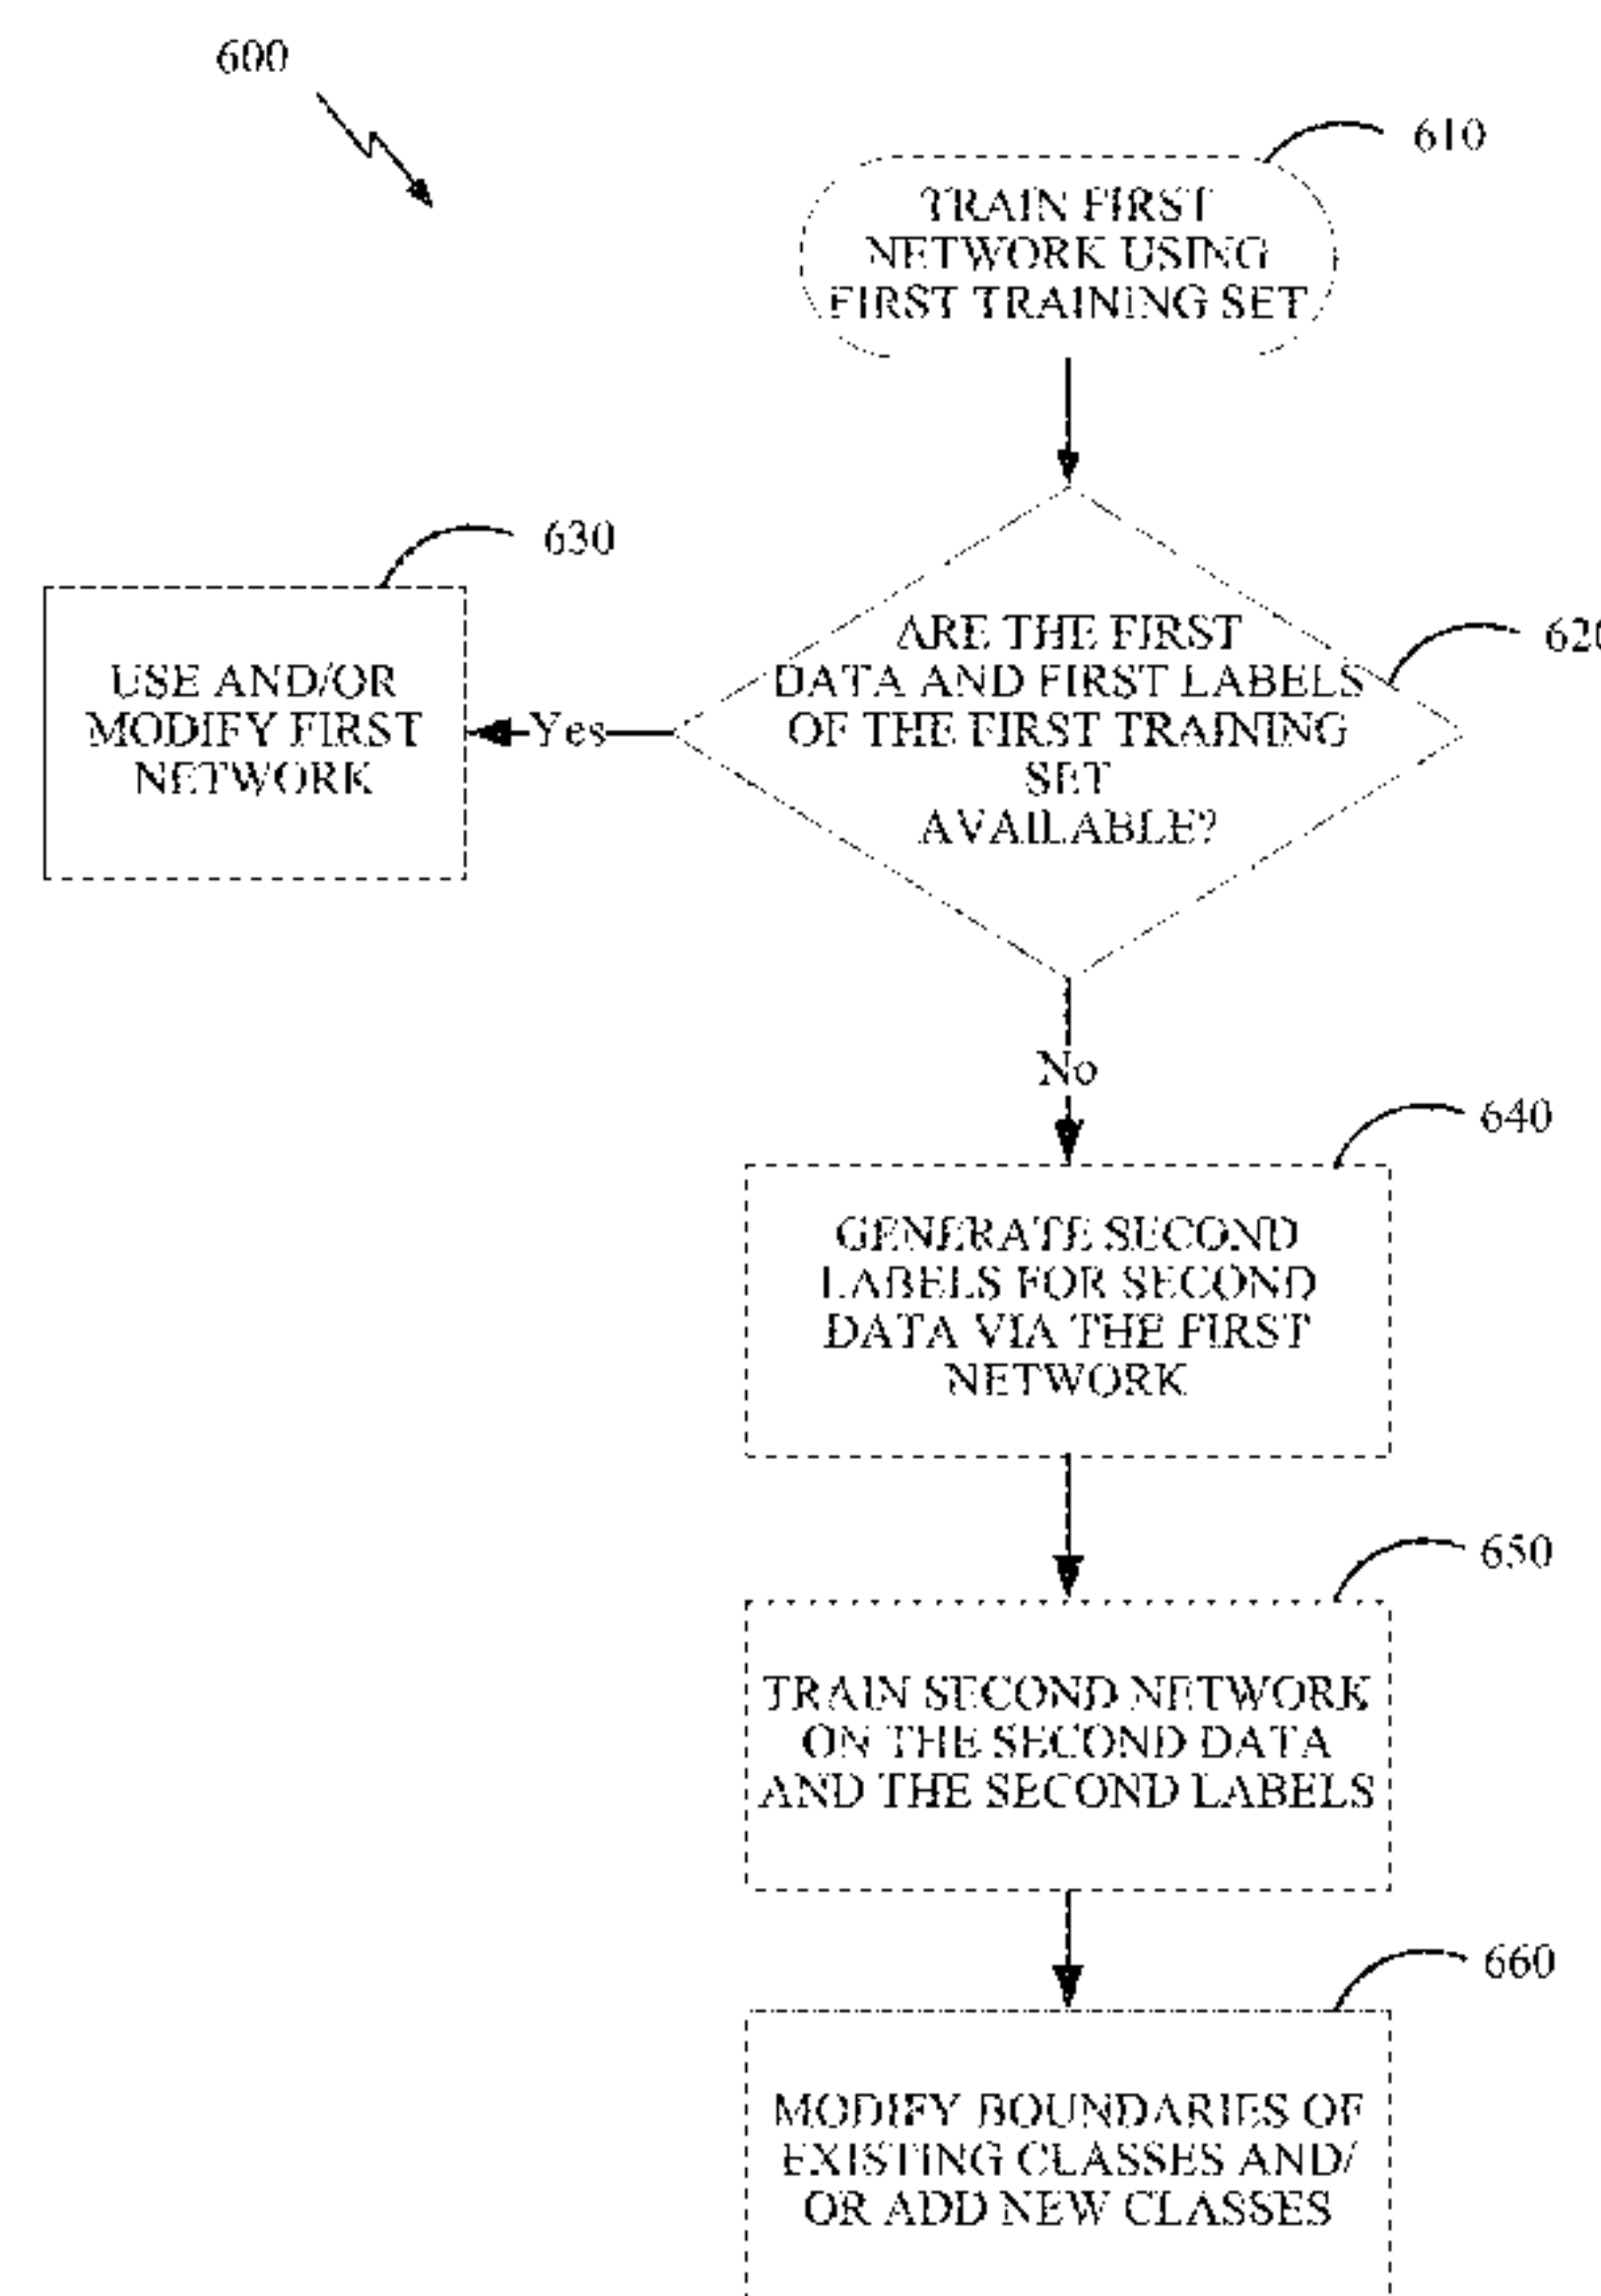 600
610
TRAIN FIRST
NETWORK USING
FIRST TRAINING SET
630
USE AND/OR
MODIFY FIRST
NETWORK
Yes
620
ARE THE FIRST
DATA AND FIRST LABELS
OF THE FIRST TRAINING
SET
AVAILABLE?
No
640
GENERATE SECOND
LABELS FOR SECOND
DATA VIA THE FIRST
NETWORK
650
TRAIN SECOND NETWORK
ON THE SECOND DATA
AND THE SECOND LABELS
660
MODIFY BOUNDARIES OF
EXISTING CLASSES AND/
OR ADD NEW CLASSES